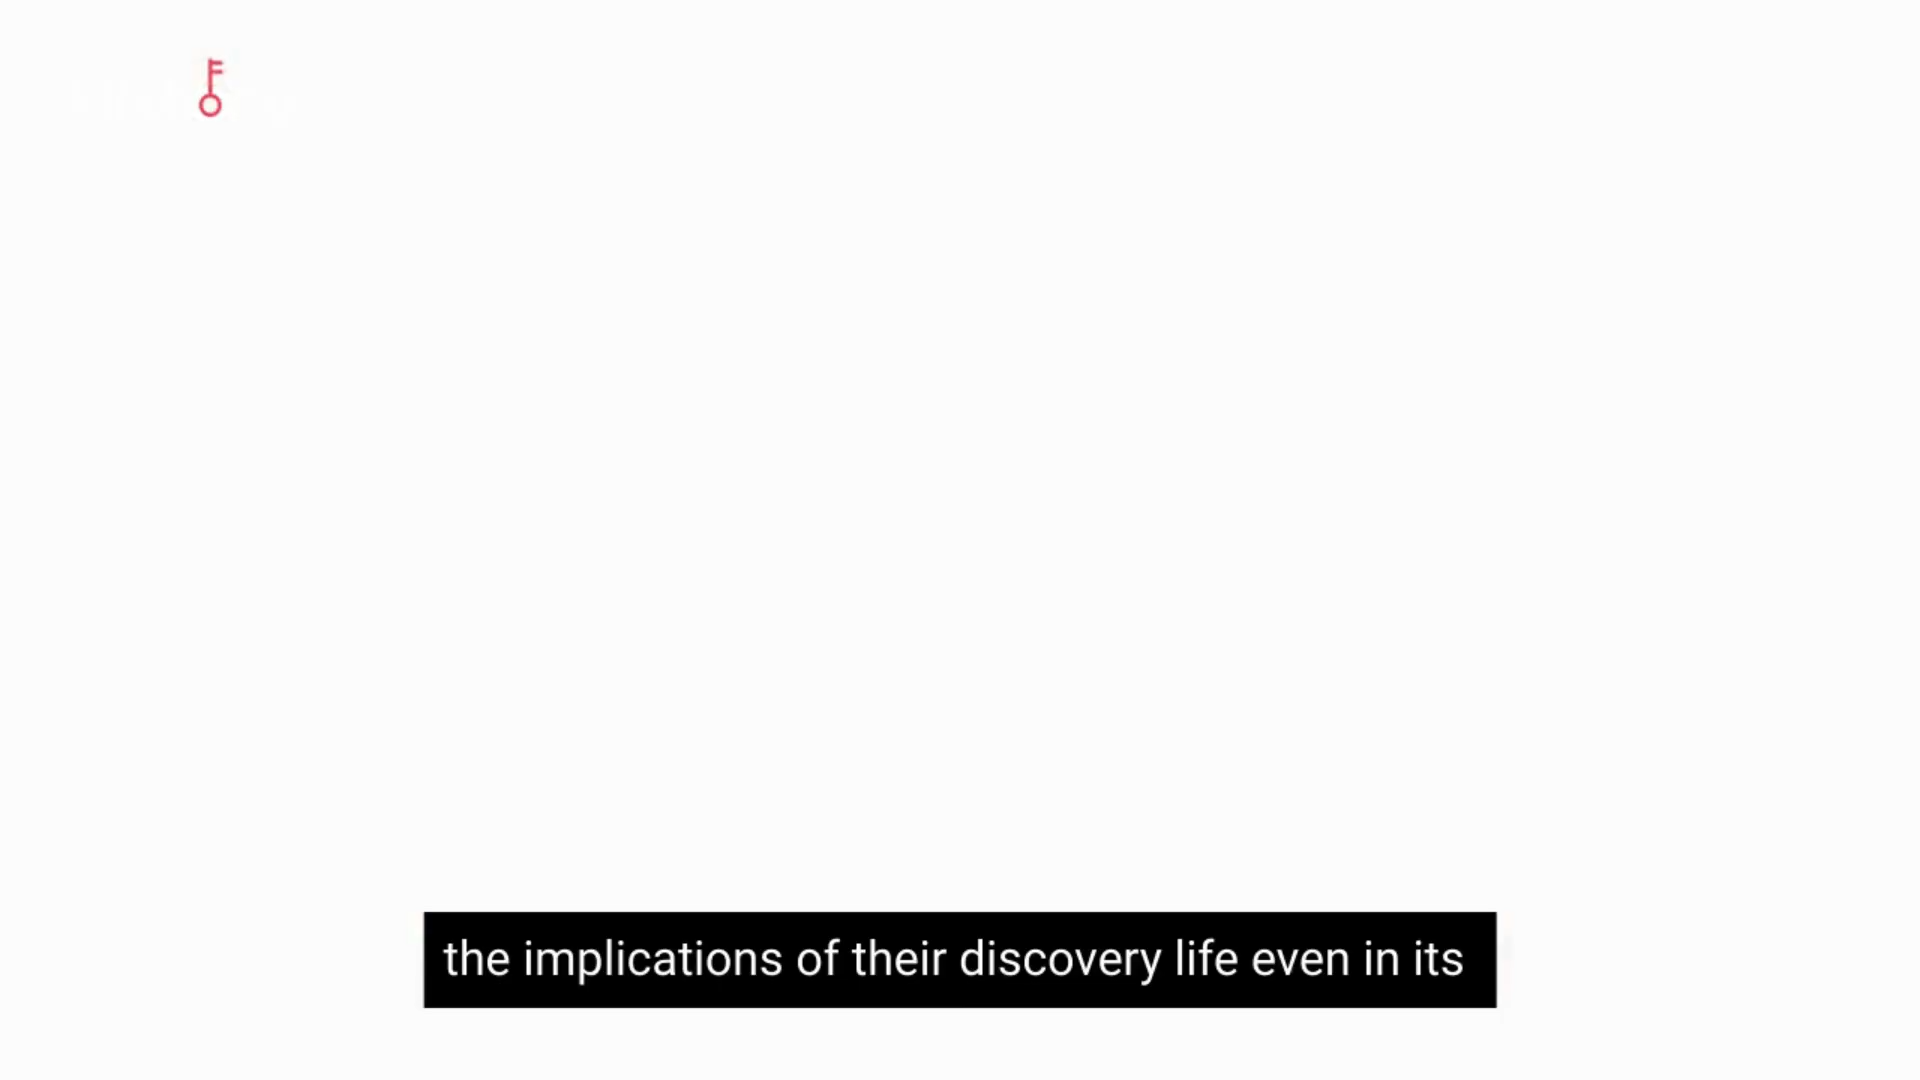 the implications of their discovery life even in its